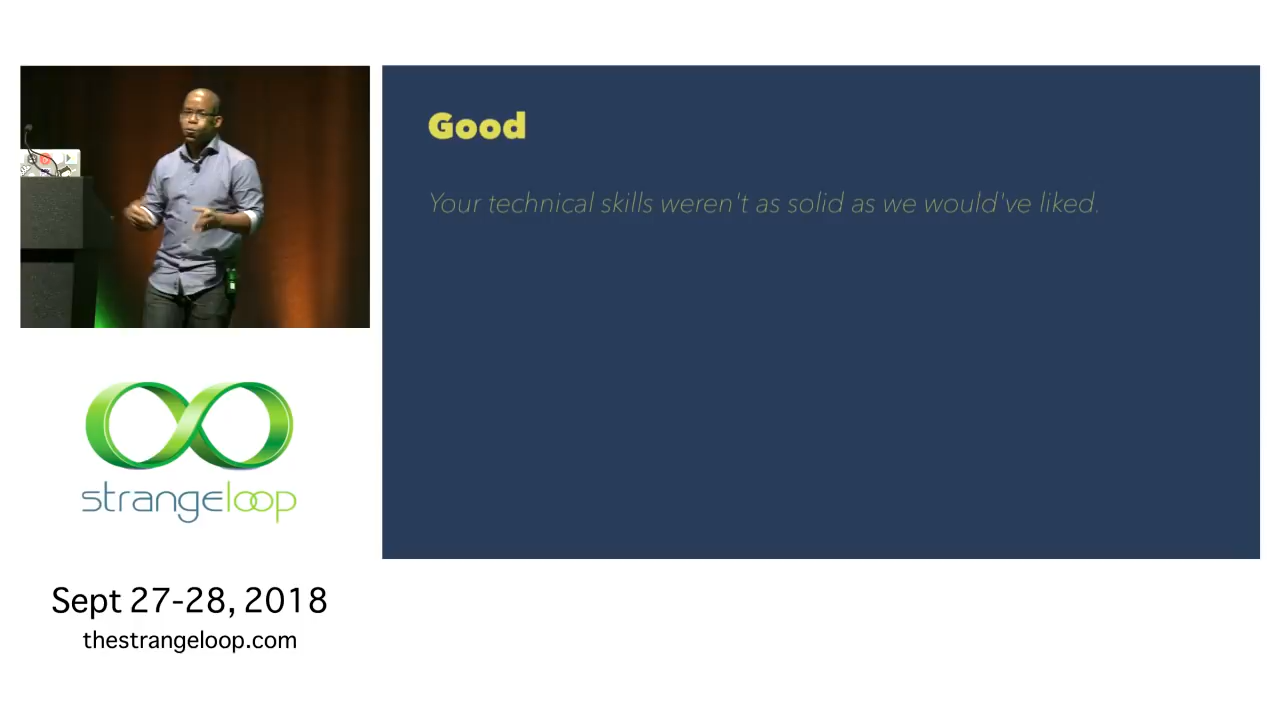 Good
Your technical skills weren't as solid as we would've liked.
strangeloop
Sept 27-28, 2018
thestrangeloop.com